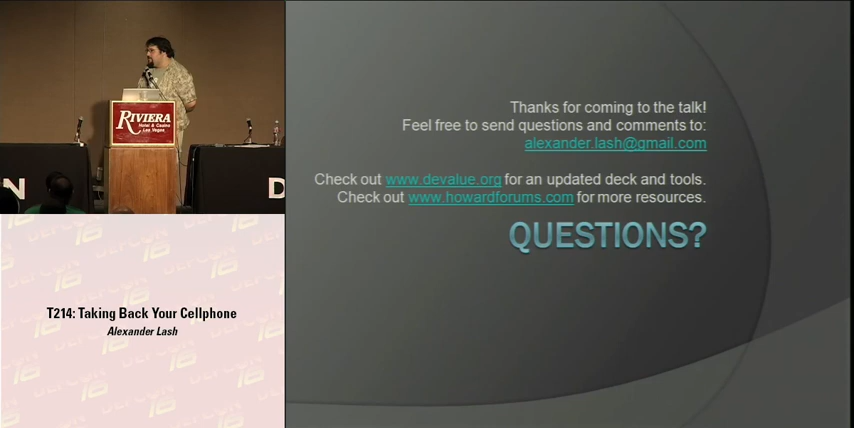 RIVIERA
Hotel & Casino
Las Vegas
N
D
T214: Taking Back Your Cellphone
Alexander Lash
Thanks for coming to the talk!
Feel free to send questions and comments to:
alexander.lash@gmail.com
Check out www.devalue.org for an updated deck and tools.
Check out www.howardforums.com for more resources.
QUESTIONS?
DEFCON 16